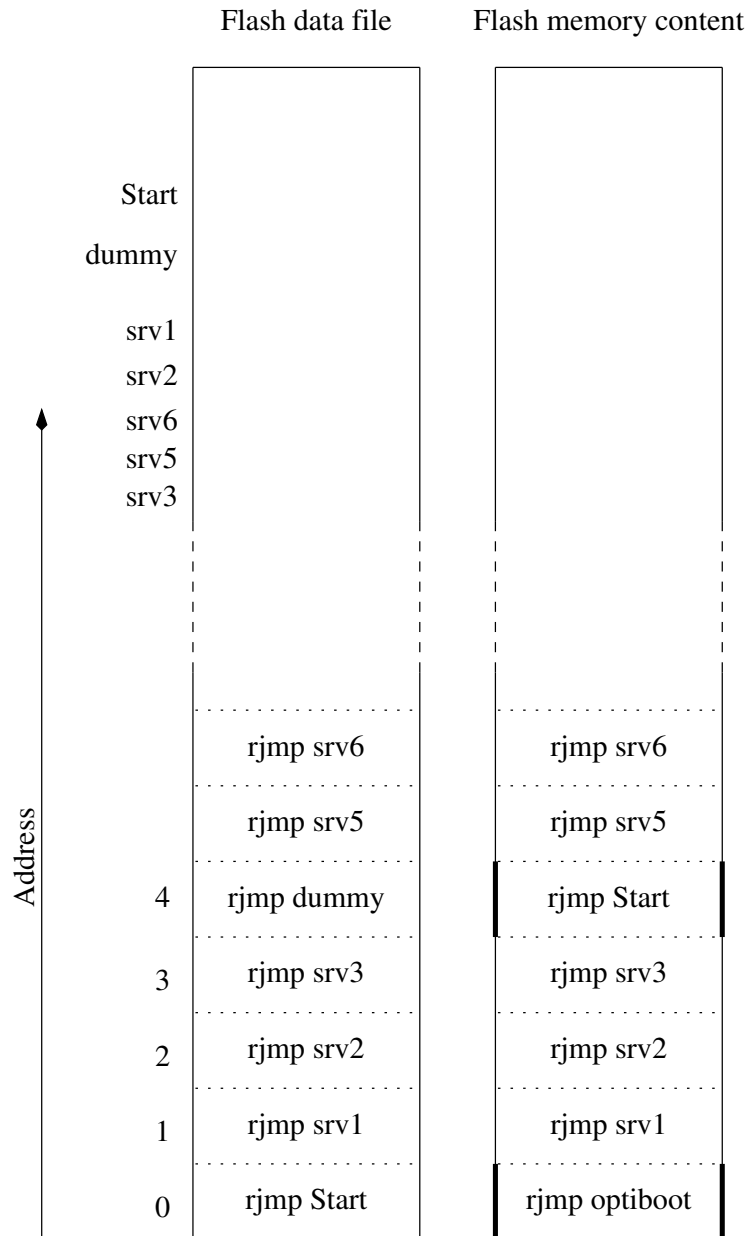 Flash data file Flash memory content
Start
dummy
srv1
srv2
srv6
srv5
srv3
rjmp srv6 rjmp srv6
rjmp srv5 rjmp srv5
Address
4 rjmp dummy rjmp Start
3 rjmp srv3 rjmp srv3
2 rjmp srv2 rjmp srv2
1 rjmp srv1 rjmp srv1
0 rjmp Start rjmp optiboot